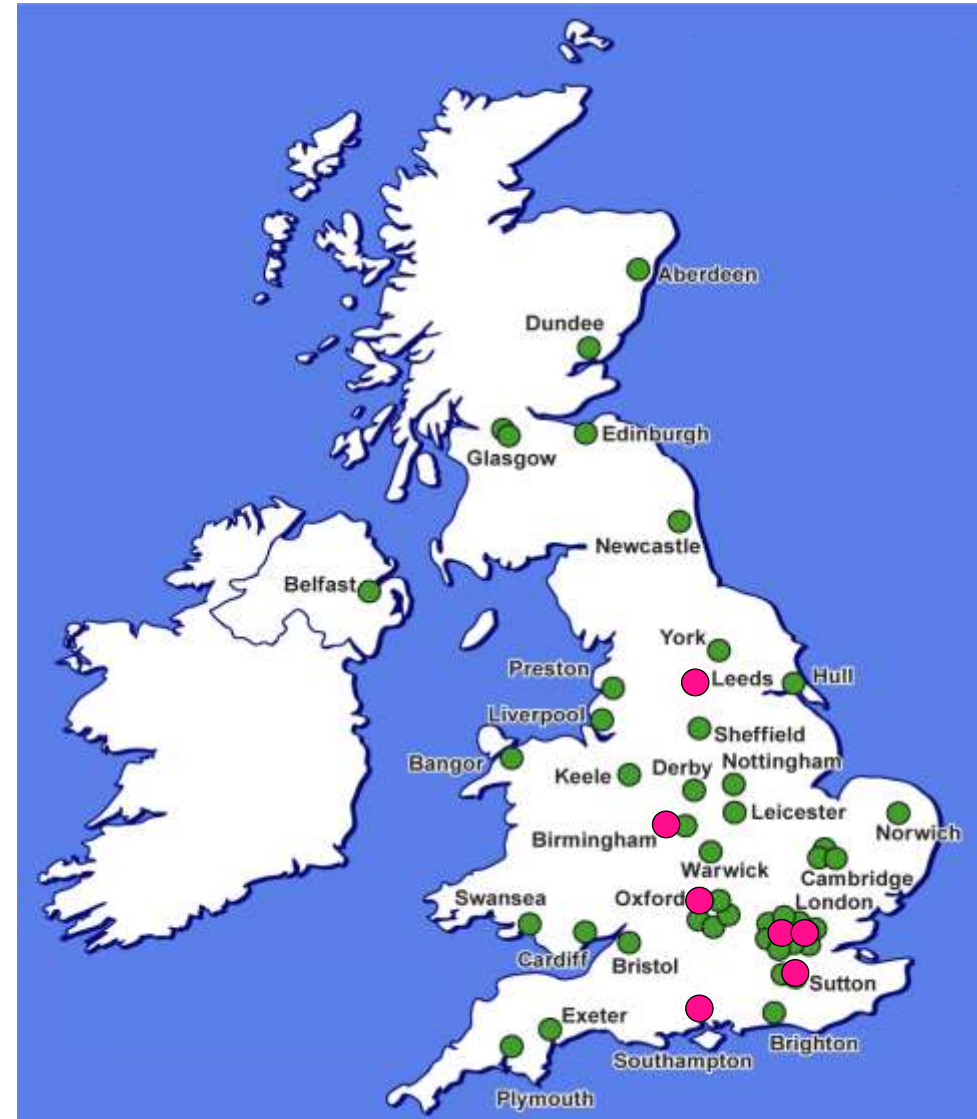 Aberdeen
Dundee
Edinburgh
Glasgow
Newcastle
Belfast
York
Preston
Leeds
Hull
Liverpool
Sheffield
Bangor
Keele
Derby
Nottingham
Leicester
Norwich
Birmingham
Warwick
Cambridge
Swansea
Oxford
London
Cardiff
Bristol
Sutton
Exeter
Southampton
Brighton
Plymouth